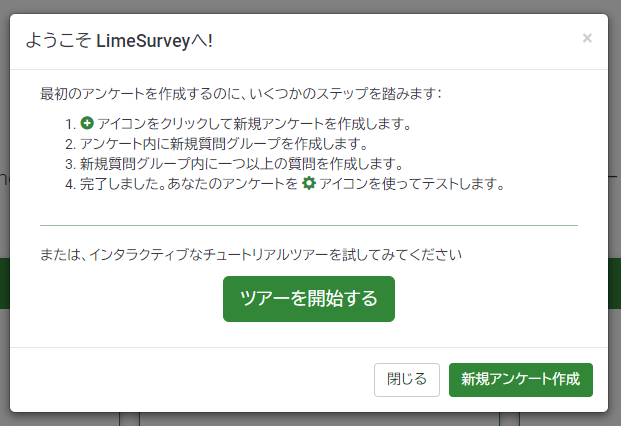 ようこそ LimeSurveyへ!
×
最初のアンケートを作成するのに、いくつかのステップを踏みます:
1. アイコンをクリックして新規アンケートを作成します。
2. アンケート内に新規質問グループを作成します。
3. 新規質問グループ内に一つ以上の質問を作成します。
4. 完了しました。あなたのアンケートを アイコンを使ってテストします。
または、インタラクティブなチュートリアルツアーを試してみてください
ツアーを開始する
閉じる
新規アンケート作成